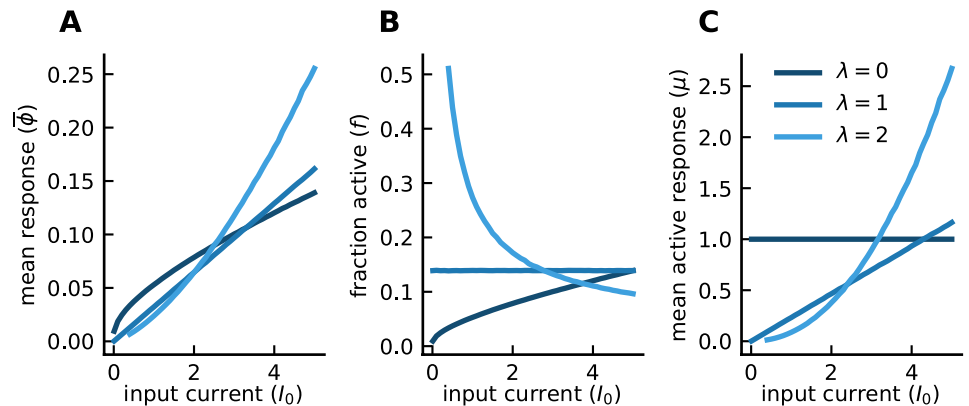 A
mean response (ϕ̅)
0.25
0.20
0.15
0.10
0.05
0.00
0
2
4
input current (I₀)
B
fraction active (f)
0.5
0.4
0.3
0.2
0.1
0.0
0
2
4
input current (I₀)
C
mean active response (μ)
2.5
2.0
1.5
1.0
0.5
0.0
0
2
4
input current (I₀)
λ = 0
λ = 1
λ = 2